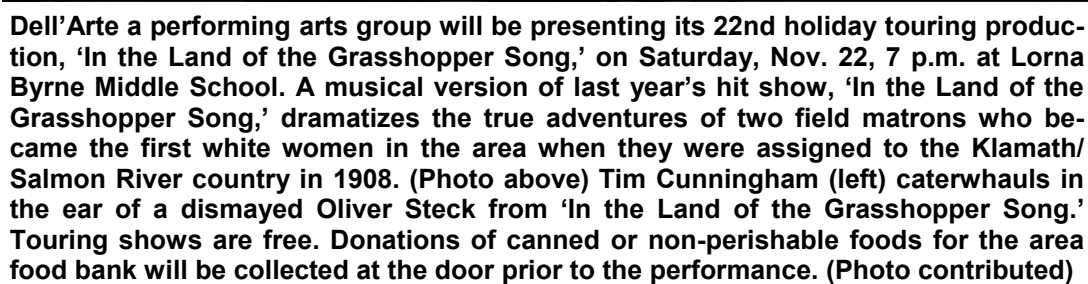 Dell’Arte a performing arts group will be presenting its 22nd holiday touring produc-
tion, ‘In the Land of the Grasshopper Song,’ on Saturday, Nov. 22, 7 p.m. at Lorna
Byrne Middle School. A musical version of last year’s hit show, ‘In the Land of the
Grasshopper Song,’ dramatizes the true adventures of two field matrons who be-
came the first white women in the area when they were assigned to the Klamath/
Salmon River country in 1908. (Photo above) Tim Cunningham (left) caterwhauls in
the ear of a dismayed Oliver Steck from ‘In the Land of the Grasshopper Song.’
Touring shows are free. Donations of canned or non-perishable foods for the area
food bank will be collected at the door prior to the performance. (Photo contributed)